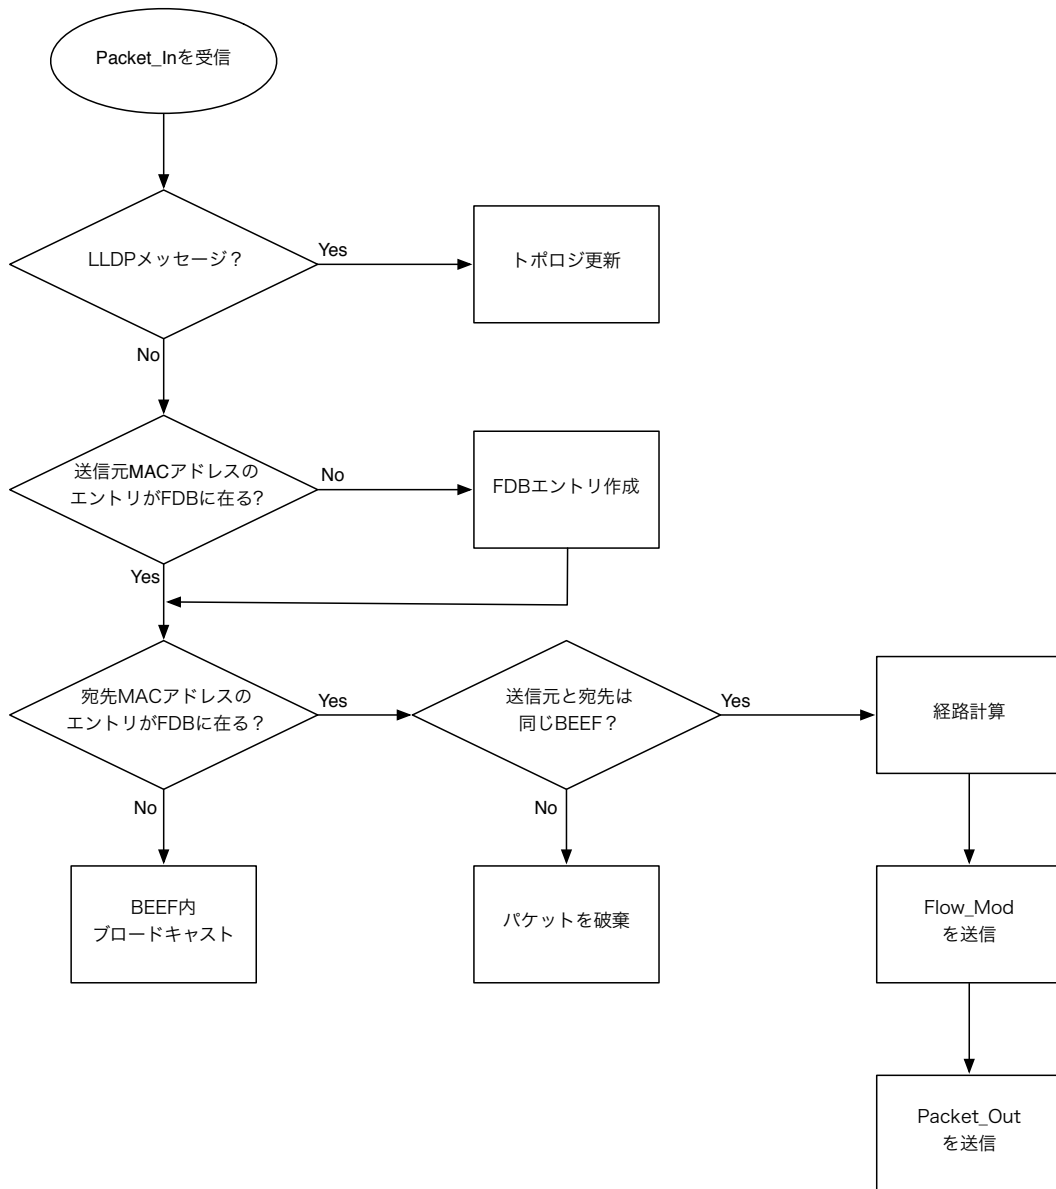 Packet_Inを受信
LLDPメッセージ？
Yes
トポロジ更新
No
送信元MACアドレスの
エントリがFDBに在る?
No
FDBエントリ作成
Yes
宛先MACアドレスの
エントリがFDBに在る？
Yes
送信元と宛先は
同じBEEF？
Yes
経路計算
No
No
BEEF内
ブロードキャスト
パケットを破棄
Flow_Mod
を送信
Packet_Out
を送信